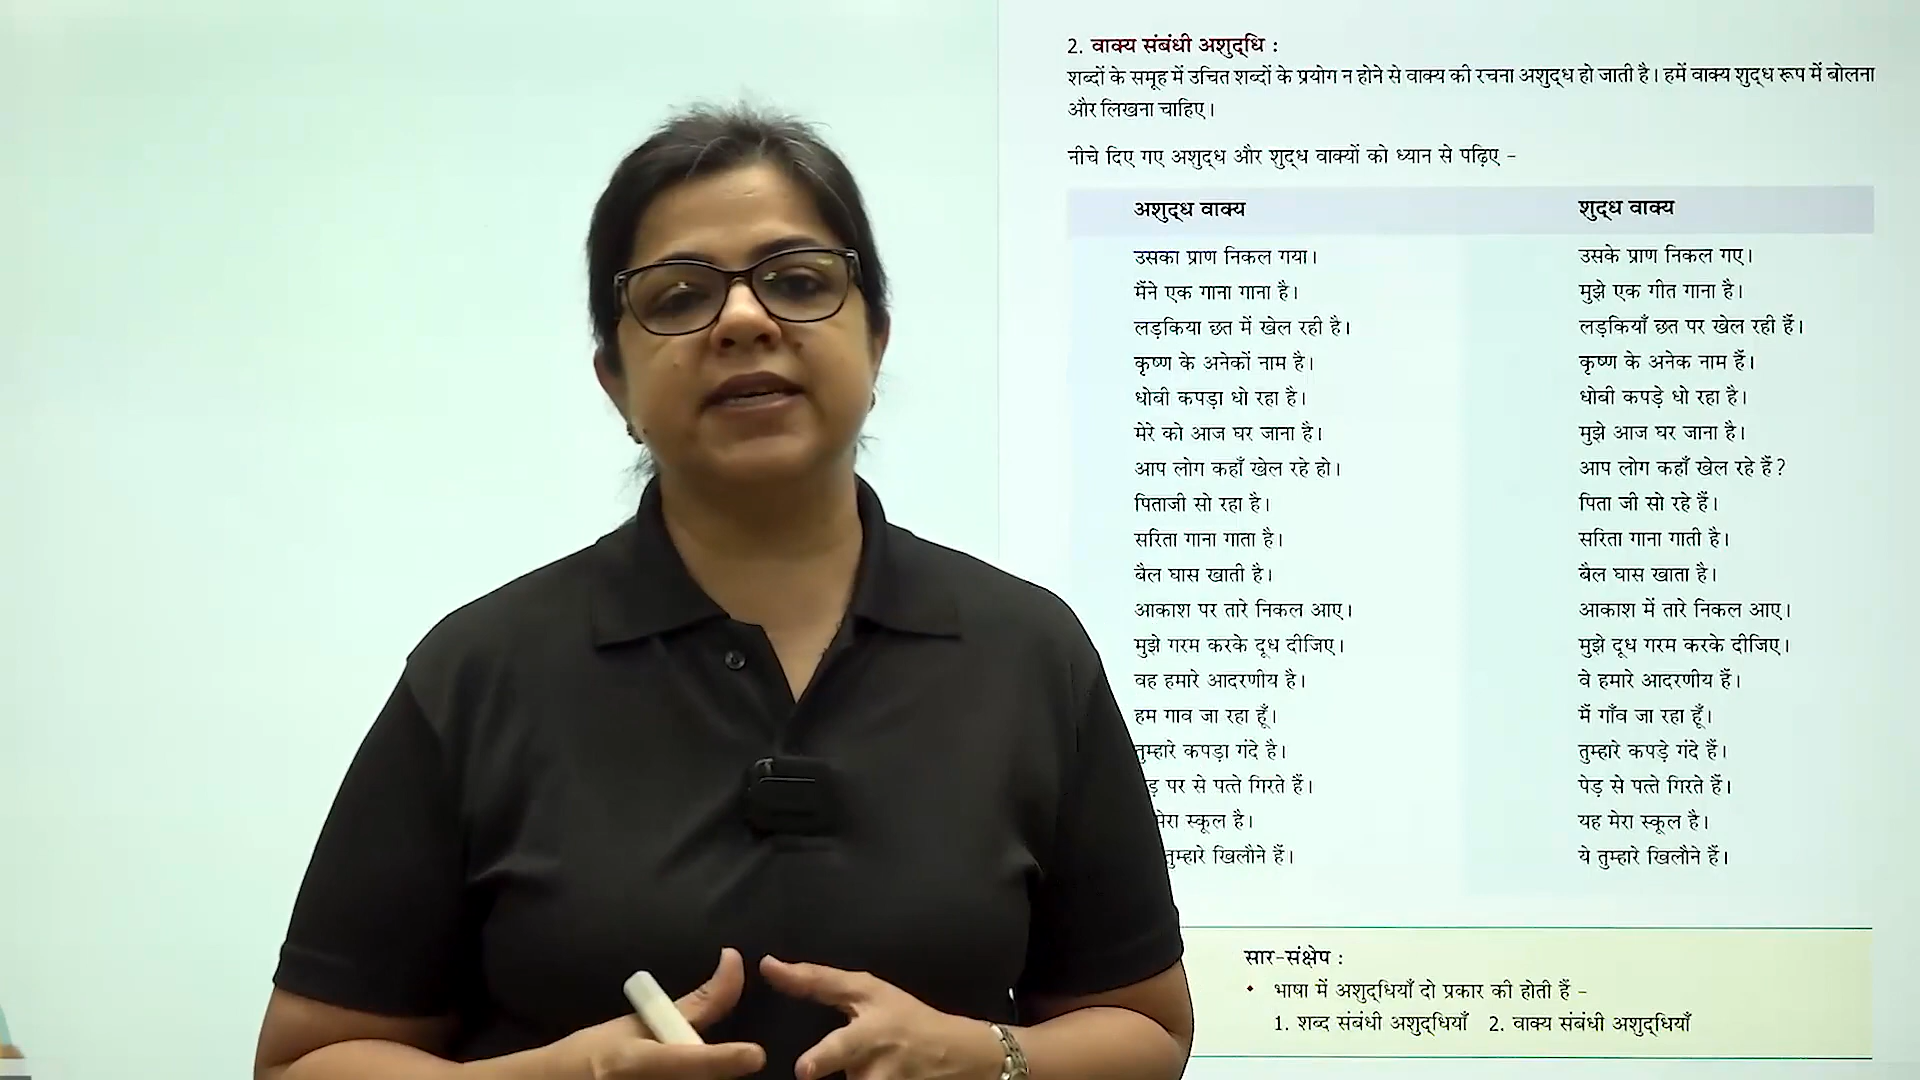 2. वाक्य संबंधी अशुद्धि :
शब्दों के समूह में उचित शब्दों के प्रयोग न होने से वाक्य की रचना अशुद्ध हो जाती है। हमें वाक्य शुद्ध रूप में बोलना
और लिखना चाहिए।
नीचे दिए गए अशुद्ध और शुद्ध वाक्यों को ध्यान से पढ़िए –
अशुद्ध वाक्य शुद्ध वाक्य
उसका प्राण निकल गया। उसके प्राण निकल गए।
मैंने एक गाना गाना है। मुझे एक गीत गाना है।
लड़किया छत में खेल रही है। लड़कियाँ छत पर खेल रही हैं।
कृष्ण के अनेकों नाम है। कृष्ण के अनेक नाम हैं।
धोबी कपड़ा धो रहा है। धोबी कपड़े धो रहा है।
मेरे को आज घर जाना है। मुझे आज घर जाना है।
आप लोग कहाँ खेल रहे हो। आप लोग कहाँ खेल रहे हैं?
पिताजी सो रहा है। पिता जी सो रहे हैं।
सरिता गाना गाता है। सरिता गाना गाती है।
बैल घास खाती है। बैल घास खाता है।
आकाश पर तारे निकल आए। आकाश में तारे निकल आए।
मुझे गरम करके दूध दीजिए। मुझे दूध गरम करके दीजिए।
वह हमारे आदरणीय है। वे हमारे आदरणीय हैं।
हम गाव जा रहा हूँ। मैं गाँव जा रहा हूँ।
तुम्हारे कपड़ा गंदे है। तुम्हारे कपड़े गंदे हैं।
पर से पत्ते गिरते हैं। पेड़ से पत्ते गिरते हैं।
मेरा स्कूल है। यह मेरा स्कूल है।
तुम्हारे खिलौने हैं। ये तुम्हारे खिलौने हैं।
सार-संक्षेप :
• भाषा में अशुद्धियाँ दो प्रकार की होती हैं –
1. शब्द संबंधी अशुद्धियाँ 2. वाक्य संबंधी अशुद्धियाँ